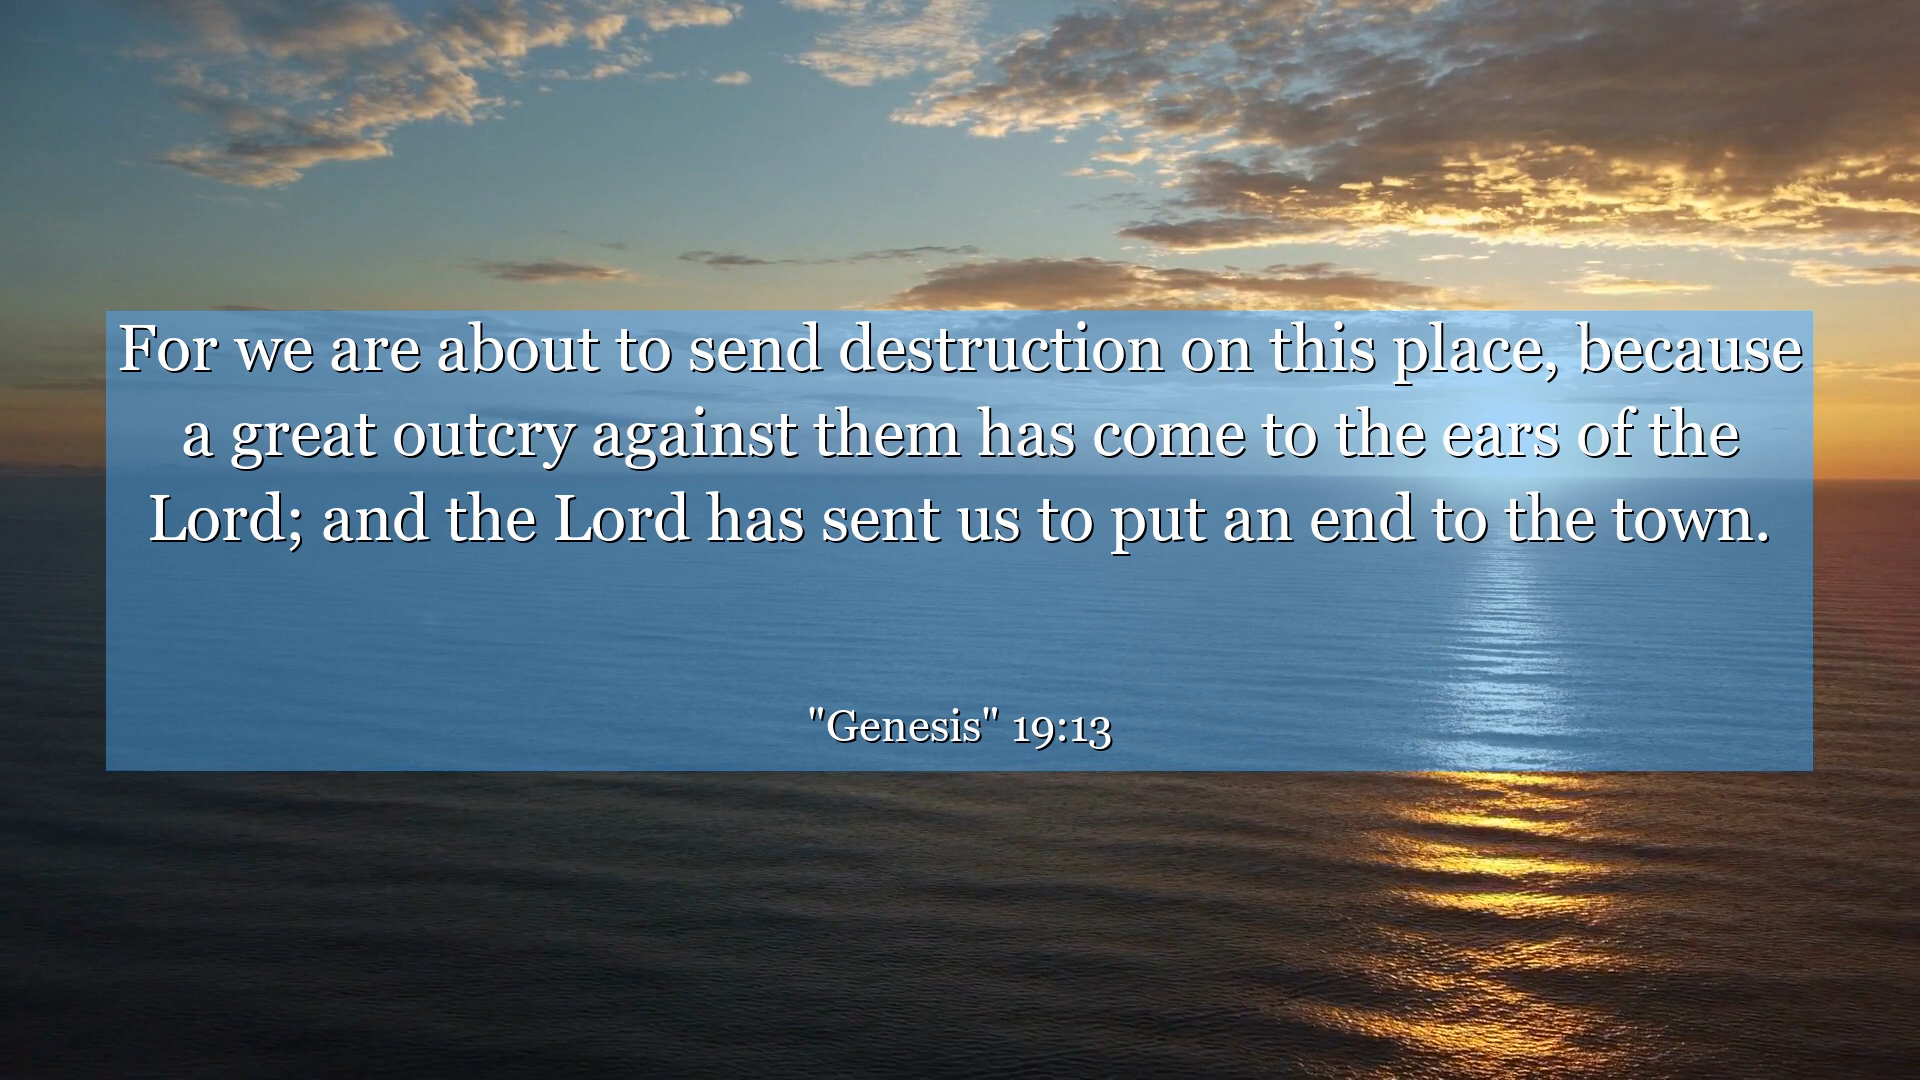 For we are about to send destruction on this place, because
a great outcry against them has come to the ears of the
Lord; and the Lord has sent us to put an end to the town.
"Genesis" 19:13